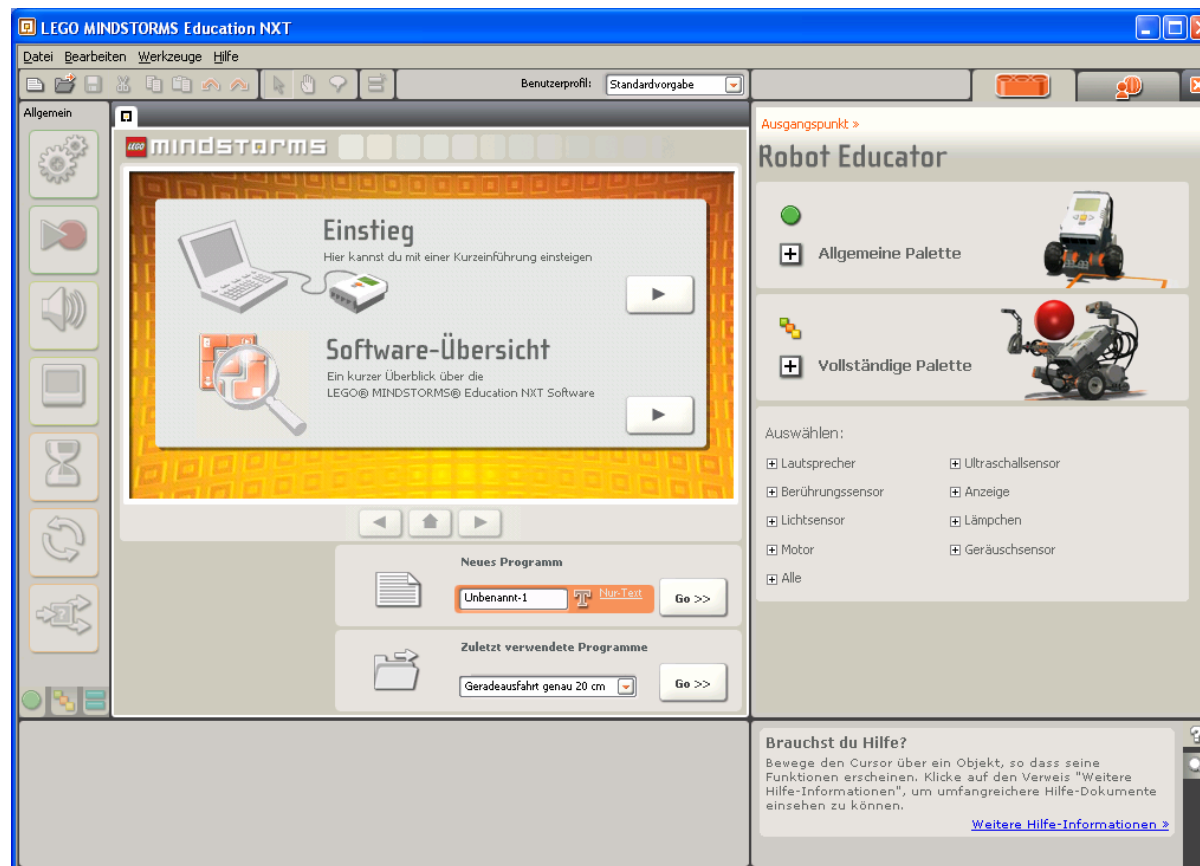 LEGO MINDSTORMS Education NXT
Datei Bearbeiten Werkzeuge Hilfe
Benutzerprofil: Standardvorgabe
Allgemein
LEGO mindstorms
Einstieg
Hier kannst du mit einer Kurzeinführung einsteigen
Software-Übersicht
Ein kurzer Überblick über die
LEGO® MINDSTORMS® Education NXT Software
Neues Programm
Unbenannt-1 T Nur-Text Go >>
Zuletzt verwendete Programme
Geradeausfahrt genau 20 cm Go >>
Ausgangspunkt »
Robot Educator
Allgemeine Palette
Vollständige Palette
Auswählen:
Lautsprecher
Berührungssensor
Lichtsensor
Motor
Alle
Ultraschallsensor
Anzeige
Lämpchen
Geräuschsensor
Brauchst du Hilfe?
Bewege den Cursor über ein Objekt, so dass seine
Funktionen erscheinen. Klicke auf den Verweis "Weitere
Hilfe-Informationen", um umfangreichere Hilfe-Dokumente
einsehen zu können.
Weitere Hilfe-Informationen »